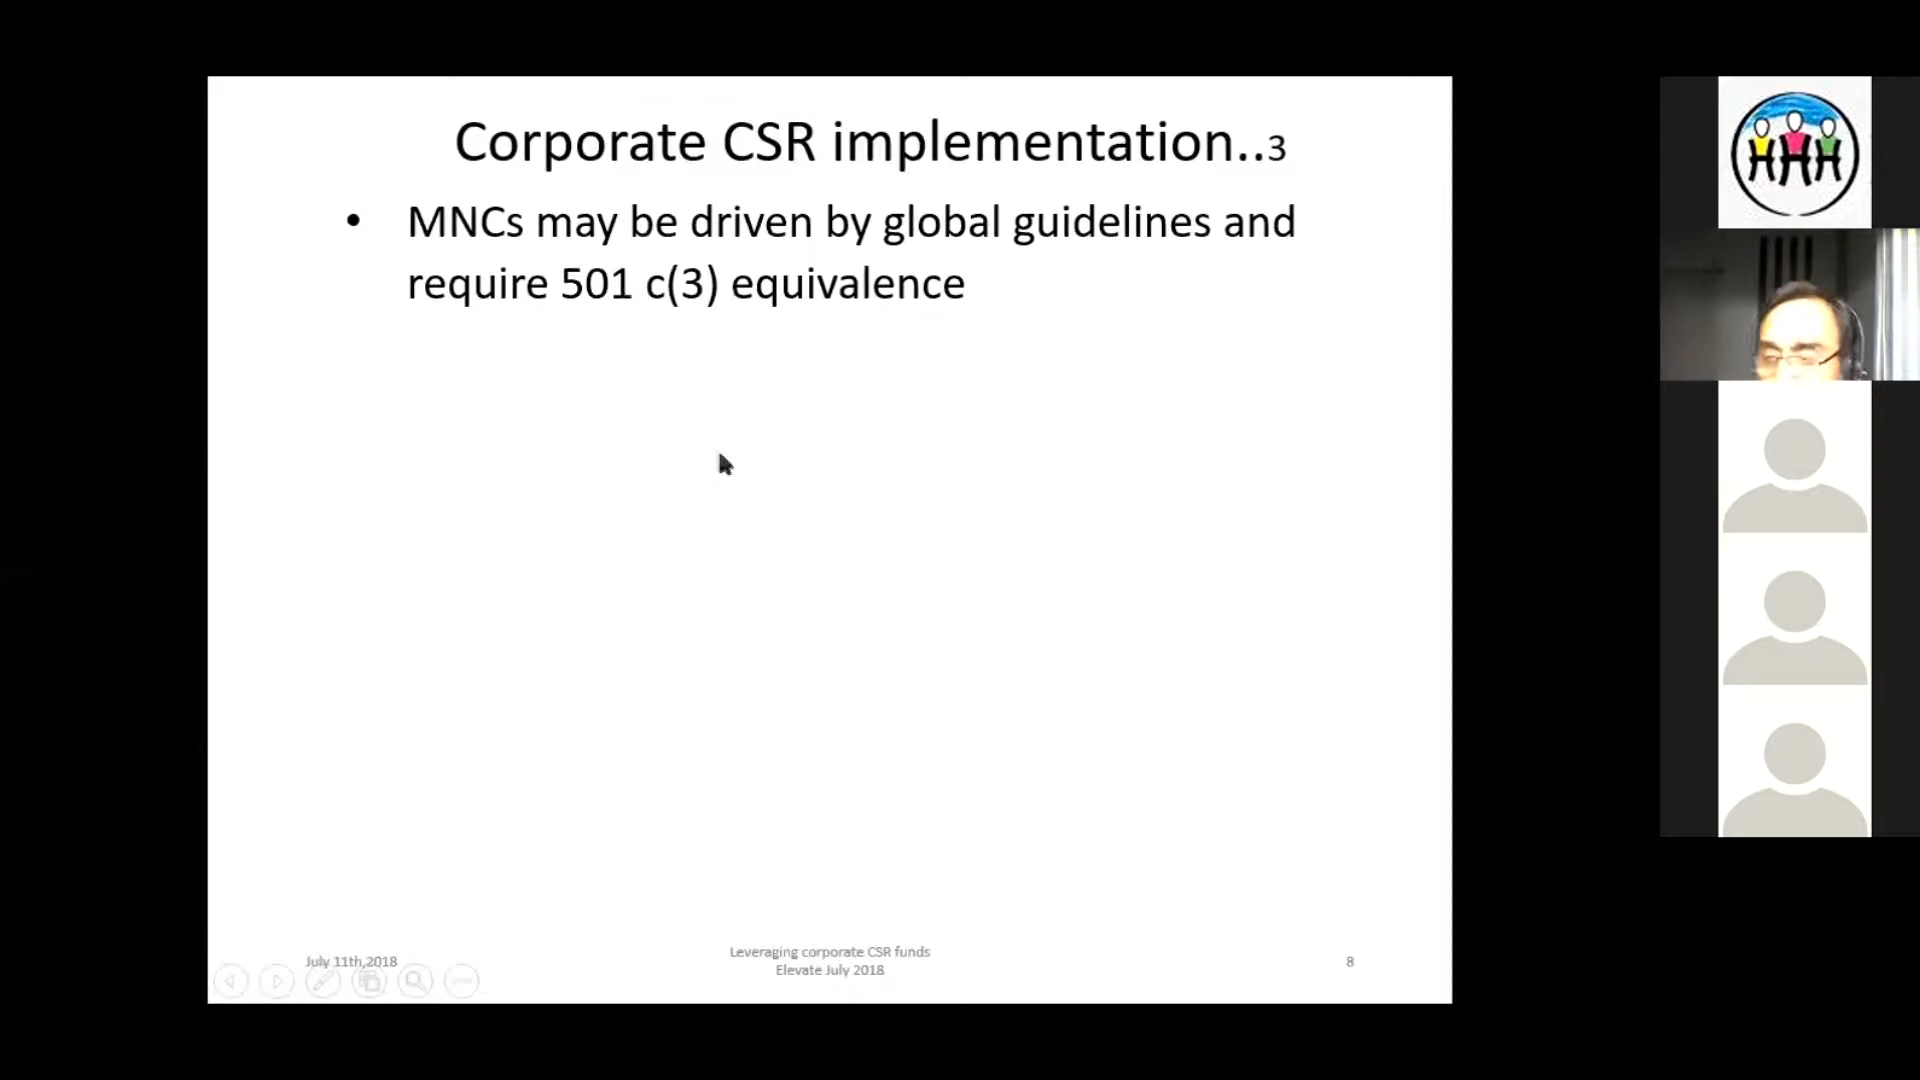 Corporate CSR implementation..3
• MNCs may be driven by global guidelines and
require 501 c(3) equivalence
July 11th,2018
Leveraging corporate CSR funds
Elevate July 2018
8